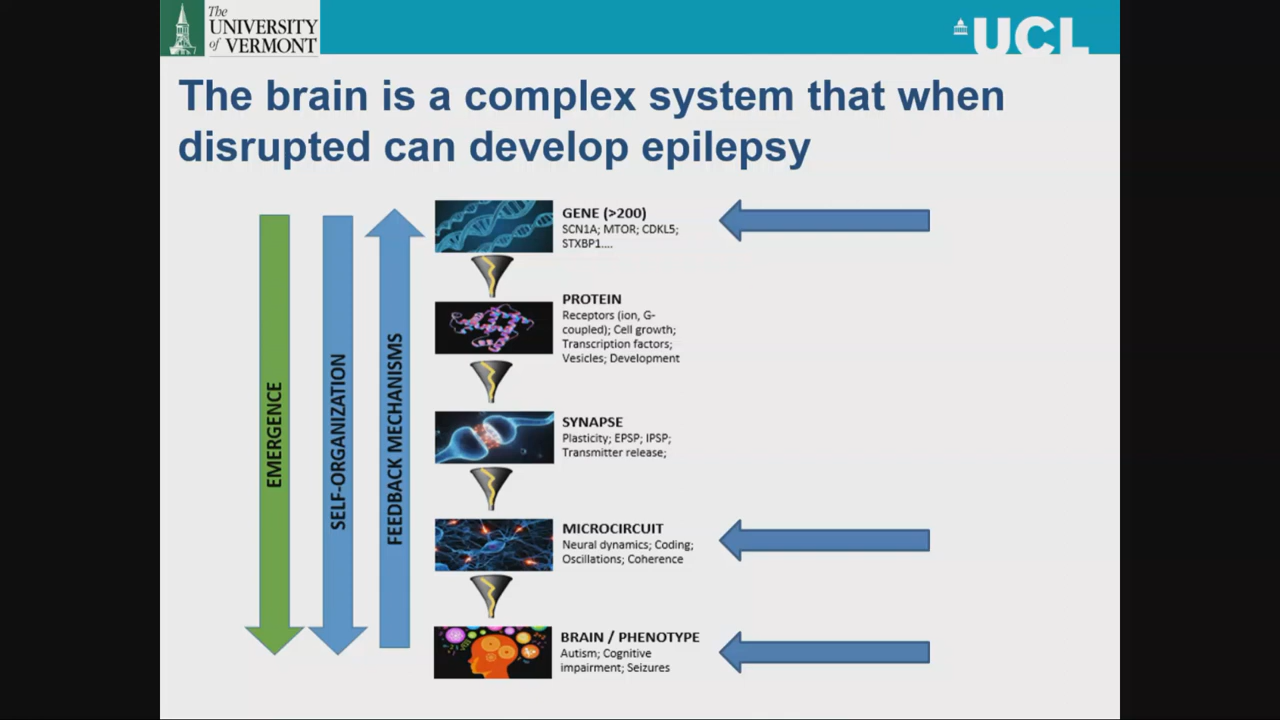 The
UNIVERSITY
of VERMONT
UCL
The brain is a complex system that when
disrupted can develop epilepsy
EMERGENCE
SELF-ORGANIZATION
FEEDBACK MECHANISMS
GENE (>200)
SCN1A; MTOR; CDKL5;
STXBP1....
PROTEIN
Receptors (ion, G-
coupled); Cell growth;
Transcription factors;
Vesicles; Development
SYNAPSE
Plasticity; EPSP; IPSP;
Transmitter release;
MICROCIRCUIT
Neural dynamics; Coding;
Oscillations; Coherence
BRAIN / PHENOTYPE
Autism; Cognitive
impairment; Seizures